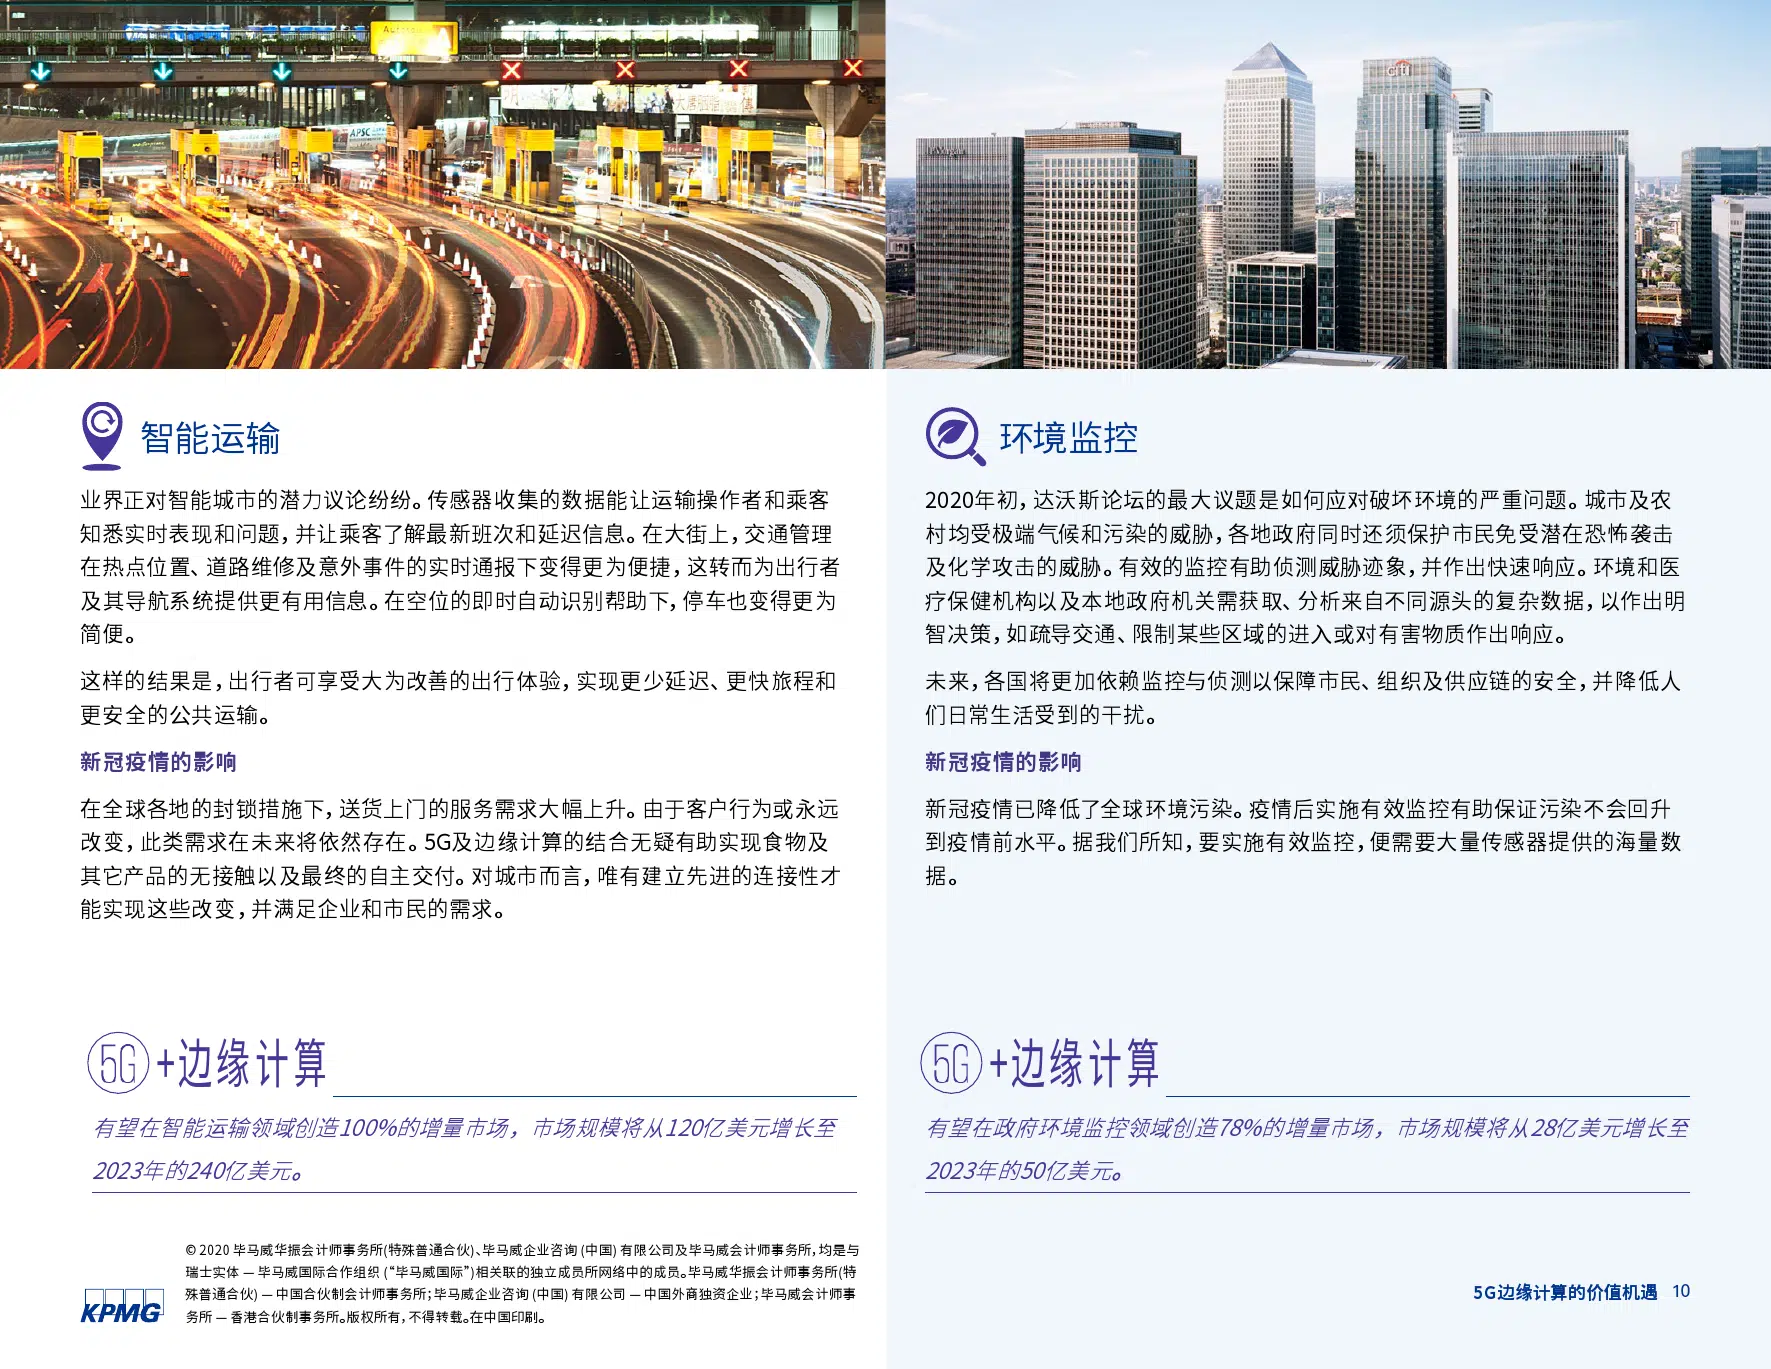 APSC
citi
智能运输
业界正对智能城市的潜力议论纷纷。传感器收集的数据能让运输操作者和乘客
知悉实时表现和问题，并让乘客了解最新班次和延迟信息。在大街上，交通管理
在热点位置、道路维修及意外事件的实时通报下变得更为便捷，这转而为出行者
及其导航系统提供更有用信息。在空位的即时自动识别帮助下，停车也变得更为
简便。
这样的结果是，出行者可享受大为改善的出行体验，实现更少延迟、更快旅程和
更安全的公共运输。
新冠疫情的影响
在全球各地的封锁措施下，送货上门的服务需求大幅上升。由于客户行为或永远
改变，此类需求在未来将依然存在。5G及边缘计算的结合无疑有助实现食物及
其它产品的无接触以及最终的自主交付。对城市而言，唯有建立先进的连接性才
能实现这些改变，并满足企业和市民的需求。
5G+边缘计算
有望在智能运输领域创造100%的增量市场，市场规模将从120亿美元增长至
2023年的240亿美元。
环境监控
2020年初，达沃斯论坛的最大议题是如何应对破坏环境的严重问题。城市及农
村均受极端气候和污染的威胁，各地政府同时还须保护市民免受潜在恐怖袭击
及化学攻击的威胁。有效的监控有助侦测威胁迹象，并作出快速响应。环境和医
疗保健机构以及本地政府机关需获取、分析来自不同源头的复杂数据，以作出明
智决策，如疏导交通、限制某些区域的进入或对有害物质作出响应。
未来，各国将更加依赖监控与侦测以保障市民、组织及供应链的安全，并降低人
们日常生活受到的干扰。
新冠疫情的影响
新冠疫情已降低了全球环境污染。疫情后实施有效监控有助保证污染不会回升
到疫情前水平。据我们所知，要实施有效监控，便需要大量传感器提供的海量数
据。
5G+边缘计算
有望在政府环境监控领域创造78%的增量市场，市场规模将从28亿美元增长至
2023年的50亿美元。
KPMG
© 2020 毕马威华振会计师事务所(特殊普通合伙)、毕马威企业咨询 (中国) 有限公司及毕马威会计师事务所，均是与
瑞士实体 — 毕马威国际合作组织 (“毕马威国际”)相关联的独立成员所网络中的成员。毕马威华振会计师事务所(特
殊普通合伙) — 中国合伙制会计师事务所；毕马威企业咨询 (中国) 有限公司 — 中国外商独资企业；毕马威会计师事
务所 — 香港合伙制事务所。版权所有，不得转载。在中国印刷。
5G边缘计算的价值机遇 10